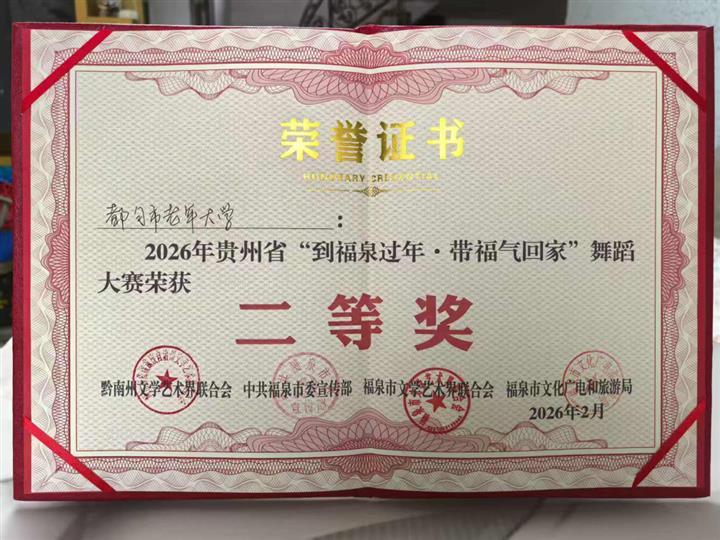 荣誉证书
HONORARY CREDENTIAL
都匀市老年大学：
2026年贵州省“到福泉过年·带福气回家”舞蹈
大赛荣获
二等奖
黔南州文学艺术界联合会 中共福泉市委宣传部 福泉市文学艺术界联合会 福泉市文化广电和旅游局
2026年2月